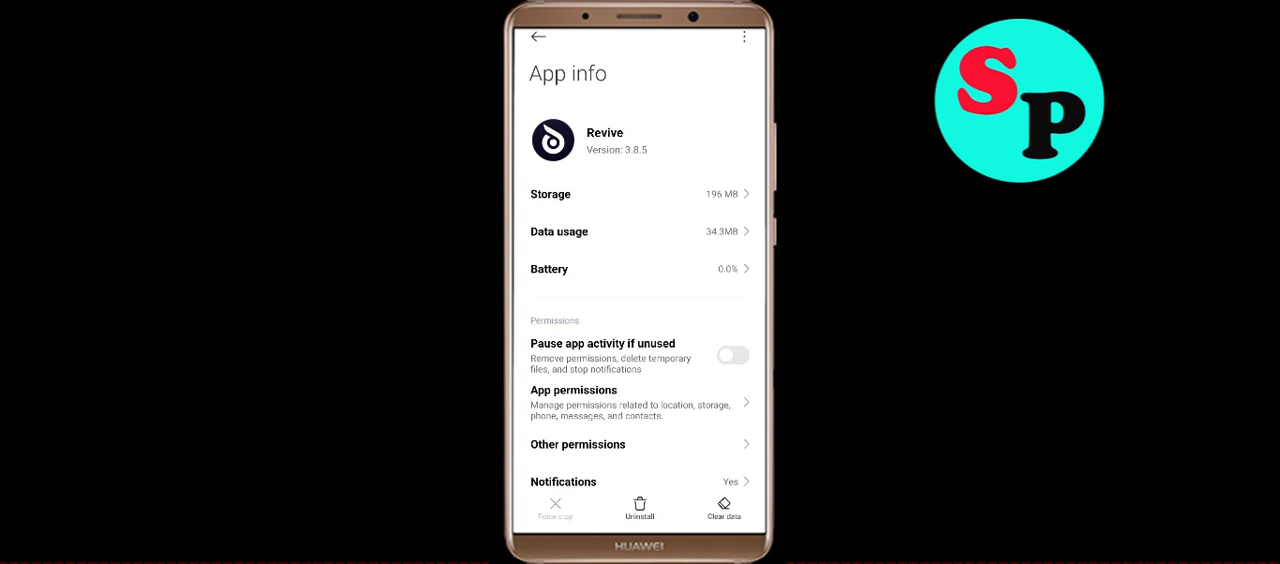 App info
Revive
Version: 3.8.5
Storage 196 MB
Data usage 34.3MB
Battery 0.0%
Permissions
Pause app activity if unused
Remove permissions, delete temporary
files, and stop notifications
App permissions
Manage permissions related to location, storage,
phone, messages, and contacts.
Other permissions
Notifications Yes
Force stop Uninstall Clear data
HUAWEI
SP